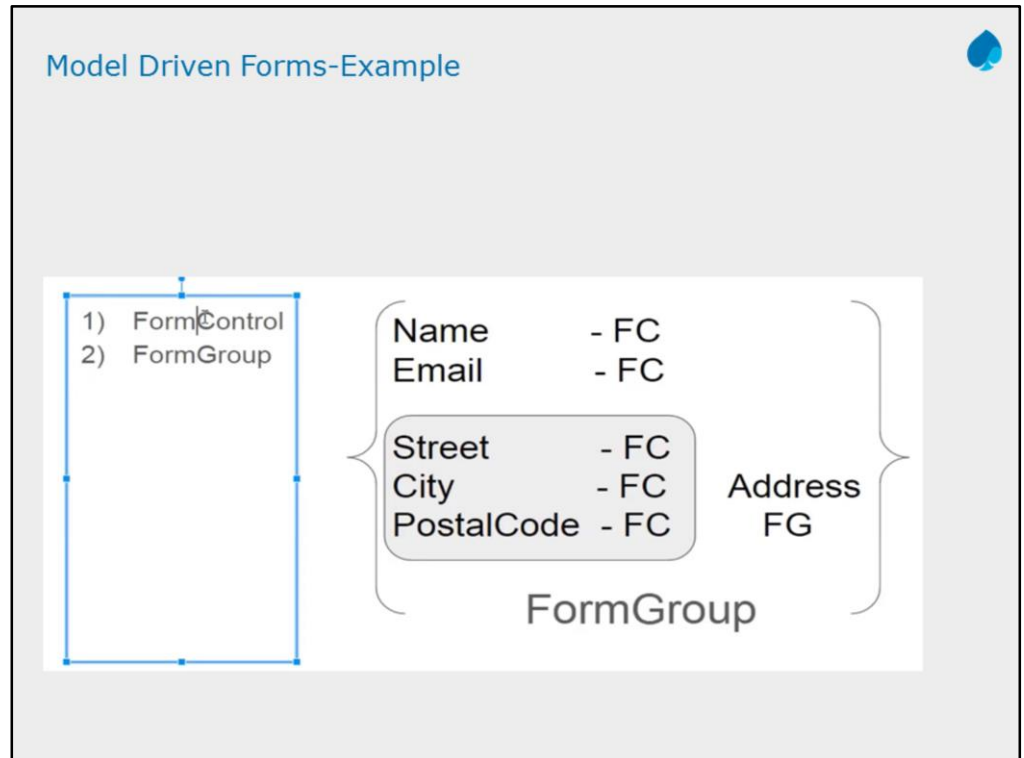 Model Driven Forms-Example
1) FormControl
2) FormGroup
Name - FC
Email - FC
Street - FC
City - FC
PostalCode - FC
Address
FG
FormGroup